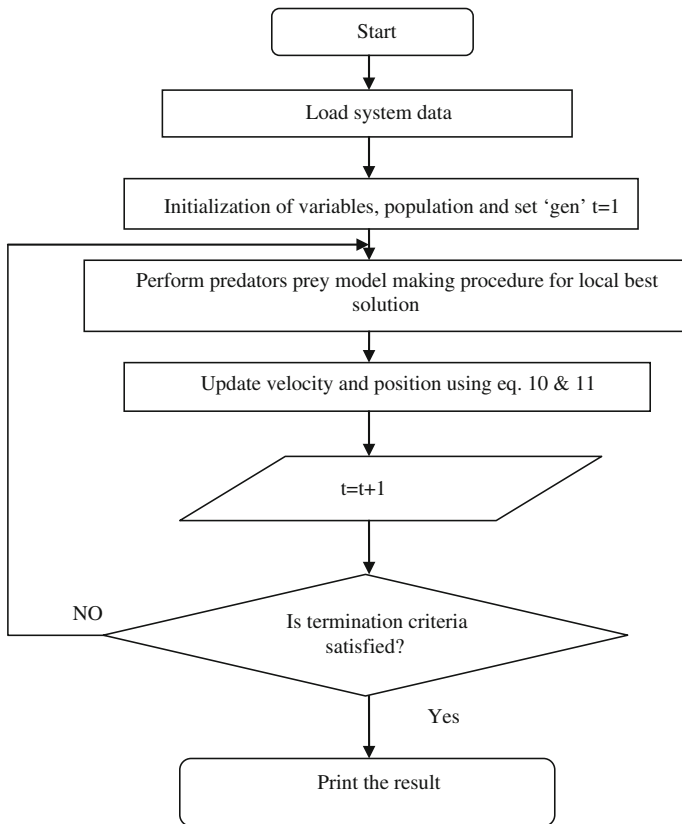 Start
Load system data
Initialization of variables, population and set ‘gen’ t=1
Perform predators prey model making procedure for local best
solution
Update velocity and position using eq. 10 & 11
t=t+1
Is termination criteria
satisfied?
NO
Yes
Print the result